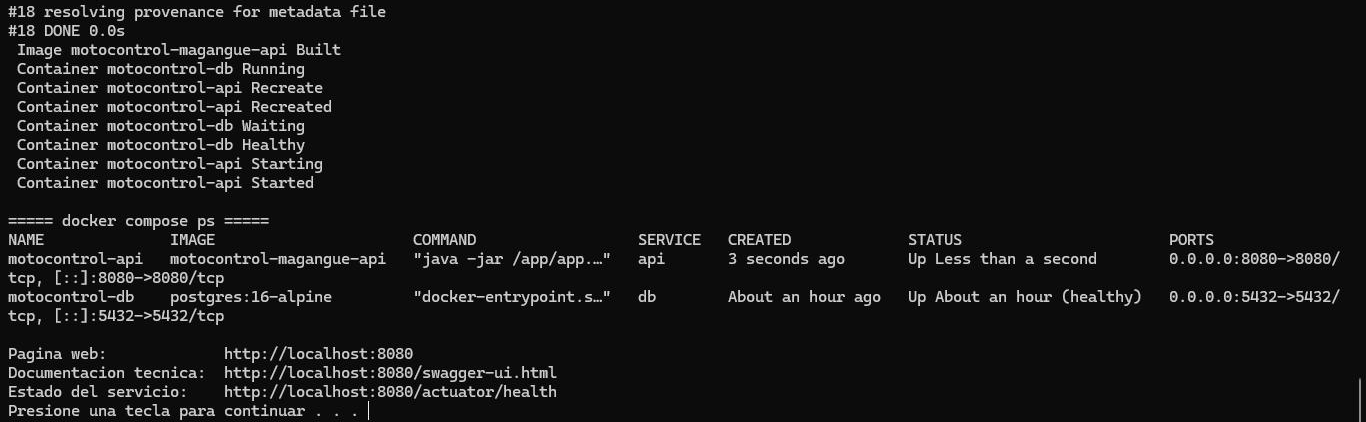 #18 resolving provenance for metadata file
#18 DONE 0.0s
 Image motocontrol-magangue-api Built
 Container motocontrol-db Running
 Container motocontrol-api Recreate
 Container motocontrol-api Recreated
 Container motocontrol-db Waiting
 Container motocontrol-db Healthy
 Container motocontrol-api Starting
 Container motocontrol-api Started

===== docker compose ps =====
NAME              IMAGE                      COMMAND                  SERVICE   CREATED             STATUS                       PORTS
motocontrol-api   motocontrol-magangue-api   "java -jar /app/app.…"   api       3 seconds ago       Up Less than a second        0.0.0.0:8080->8080/
tcp, [::]:8080->8080/tcp
motocontrol-db    postgres:16-alpine         "docker-entrypoint.s…"   db        About an hour ago   Up About an hour (healthy)   0.0.0.0:5432->5432/
tcp, [::]:5432->5432/tcp

Pagina web:             http://localhost:8080
Documentacion tecnica:  http://localhost:8080/swagger-ui.html
Estado del servicio:    http://localhost:8080/actuator/health
Presione una tecla para continuar . . .